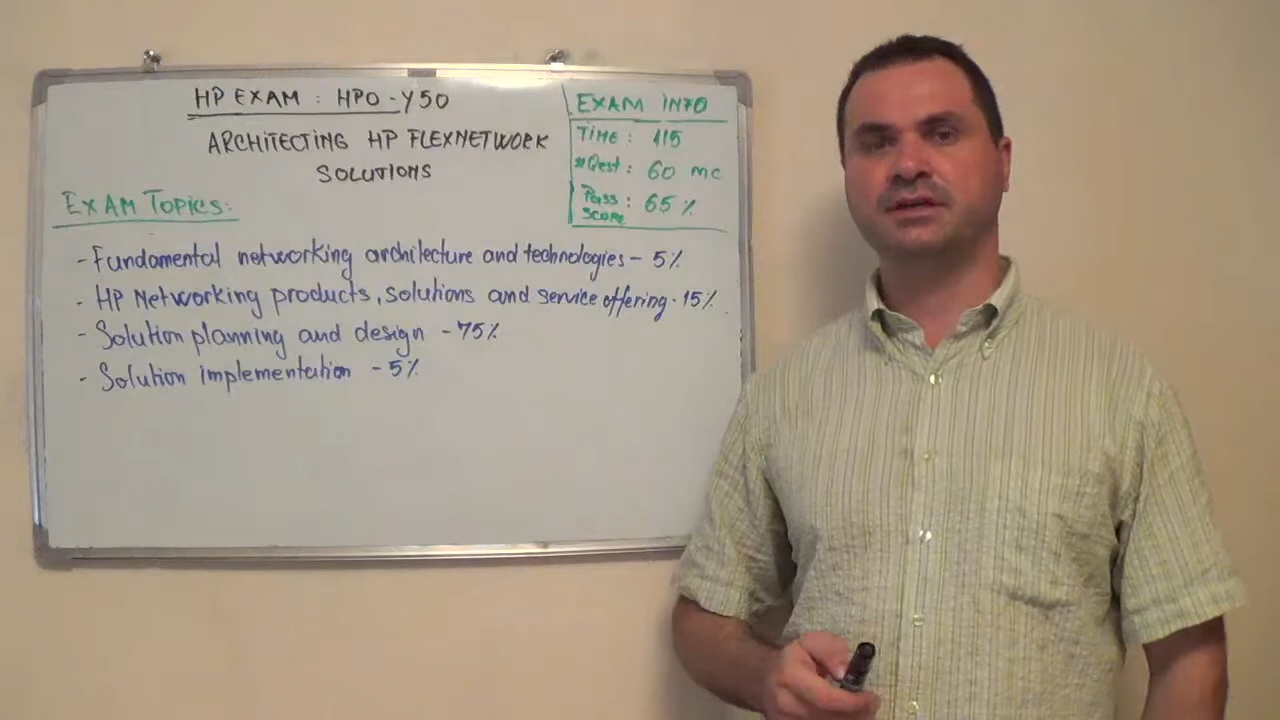 HP EXAM : HPO - Y50
ARCHITECTING HP FLEXNETWORK
SOLUTIONS
EXAM INFO
TIME : 115
# Qest : 60 mc
Pass score : 65 %
EXAM TOPICS:
- Fundamental networking architecture and technologies - 5%
- HP Networking products, solutions and service offering - 15%
- Solution planning and design - 75%
- Solution implementation - 5%